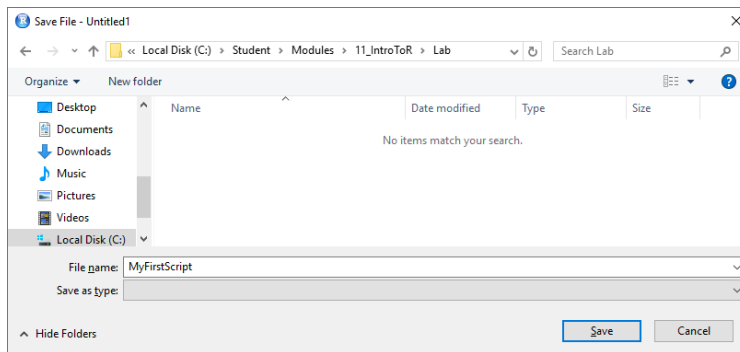 Save File - Untitled1
« Local Disk (C:) > Student > Modules > 11_IntroToR > Lab
Search Lab
Organize
New folder
Desktop
Documents
Downloads
Music
Pictures
Videos
Local Disk (C:)
Name
Date modified
Type
Size
No items match your search.
File name: MyFirstScript
Save as type:
Hide Folders
Save
Cancel